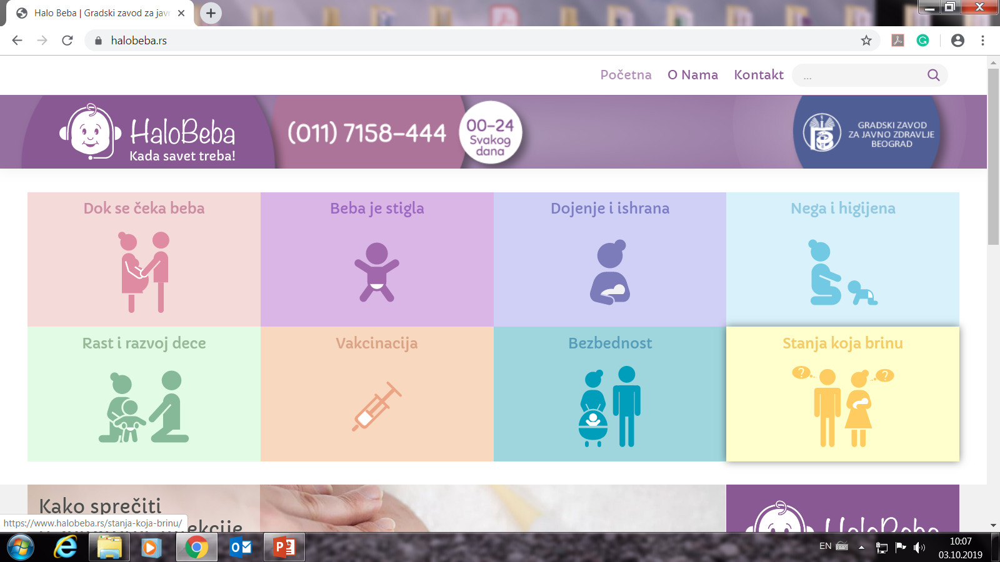 Halo Beba | Gradski zavod za javn
halobeba.rs
Početna O Nama Kontakt ...
HaloBeba
Kada savet treba!
(011) 7158-444
00-24
Svakog
dana
GRADSKI ZAVOD
ZA JAVNO ZDRAVLJE
BEOGRAD
Dok se čeka beba
Beba je stigla
Dojenje i ishrana
Nega i higijena
Rast i razvoj dece
Vakcinacija
Bezbednost
Stanja koja brinu
? ?
Kako sprečiti
ekcije
HaloBeba
https://www.halobeba.rs/stanja-koja-brinu/
EN
10:07
03.10.2019